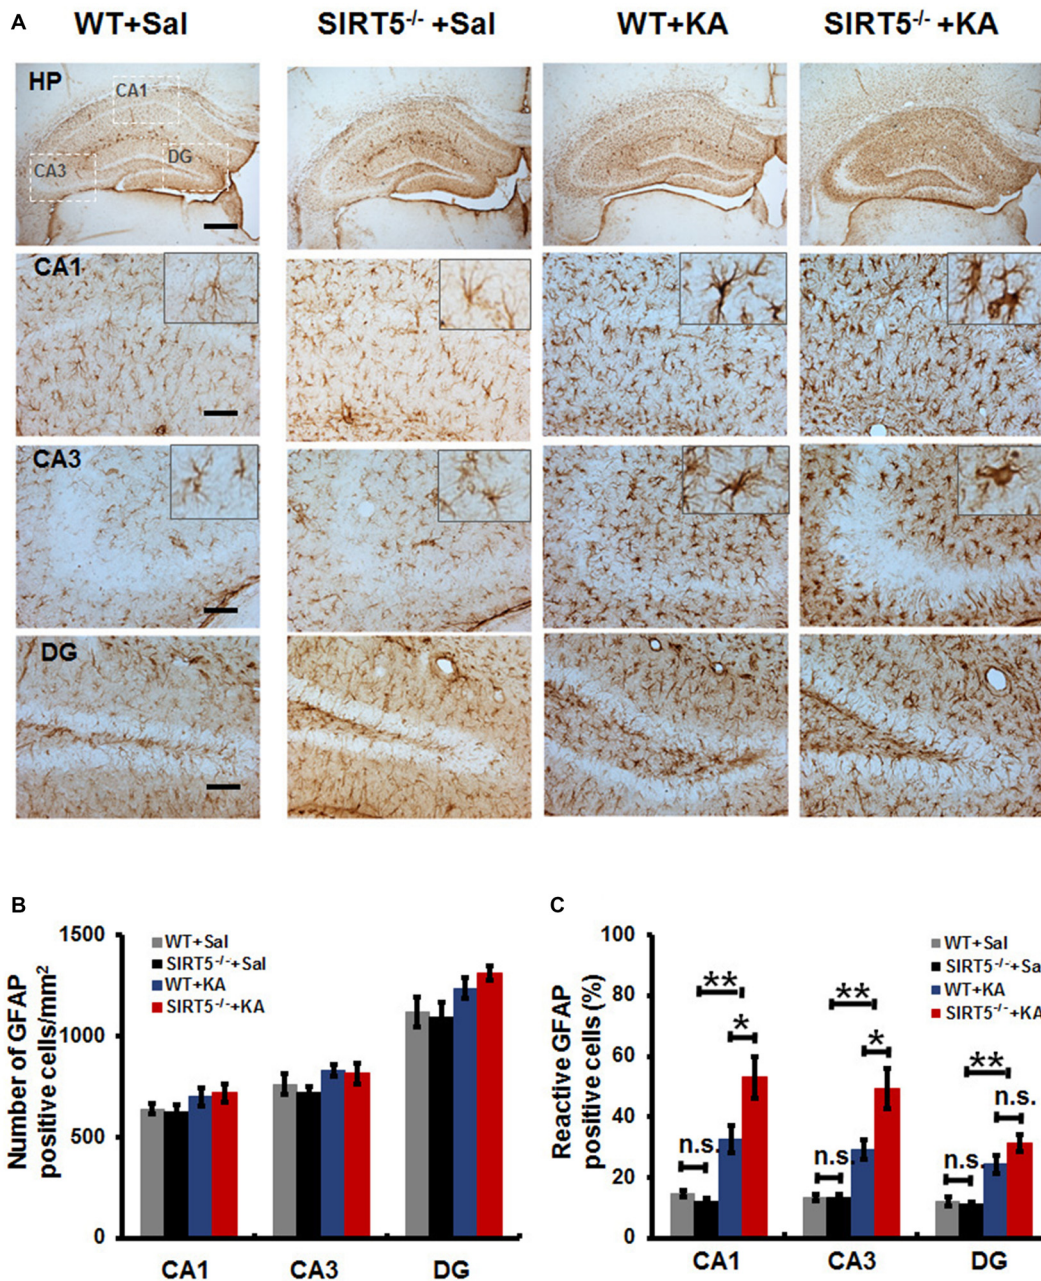 A
WT+Sal SIRT5-/- +Sal WT+KA SIRT5-/- +KA
HP
CA1
CA3
DG
CA1
CA3
DG
B
Number of GFAP
positive cells/mm²
1500
1000
500
0
WT+Sal
SIRT5-/-+Sal
WT+KA
SIRT5-/-+KA
CA1 CA3 DG
C
Reactive GFAP
positive cells (%)
100
80
60
40
20
0
WT+Sal
SIRT5-/-+Sa
WT+KA
SIRT5-/-+KA
** ** **
* * n.s.
n.s. n.s. n.s.
CA1 CA3 DG